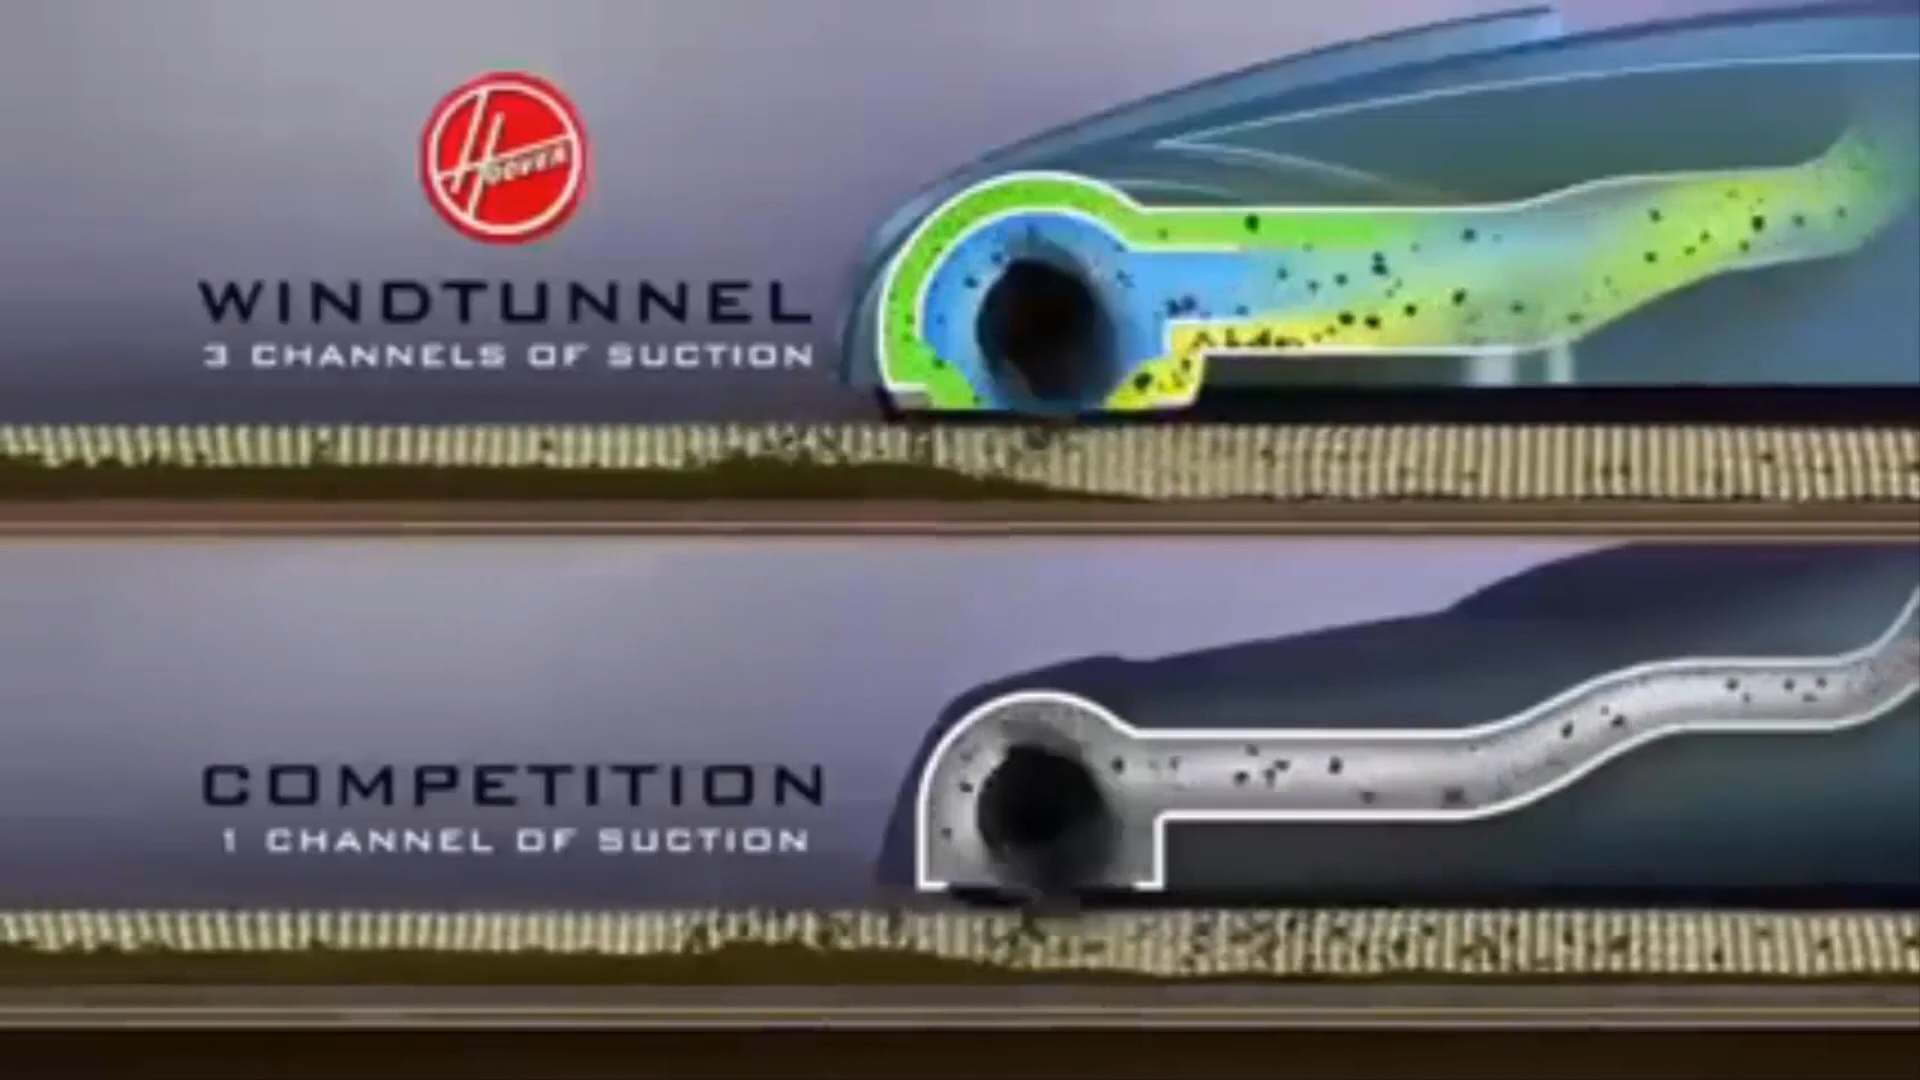 HOOVER
WINDTUNNEL
3 CHANNELS OF SUCTION
COMPETITION
1 CHANNEL OF SUCTION